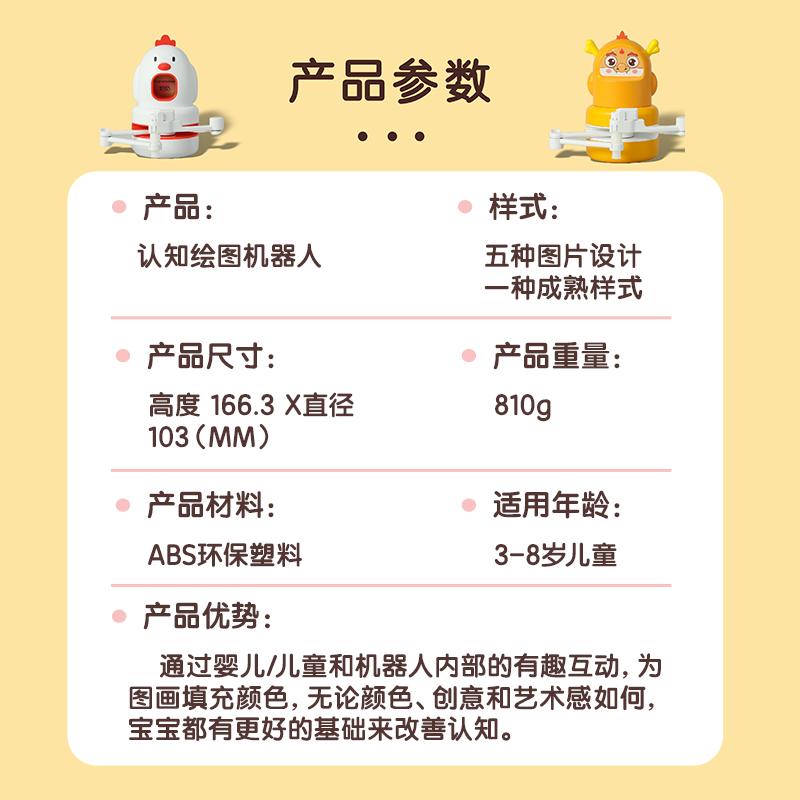 产品参数
产品：
样式：
认知绘图机器人
五种图片设计
一种成熟样式
产品尺寸：
产品重量：
高度 166.3 X直径
103（MM）
810g
产品材料：
适用年龄：
ABS环保塑料
3-8岁儿童
产品优势：
通过婴儿/儿童和机器人内部的有趣互动，为
图画填充颜色，无论颜色、创意和艺术感如何，
宝宝都有更好的基础来改善认知。